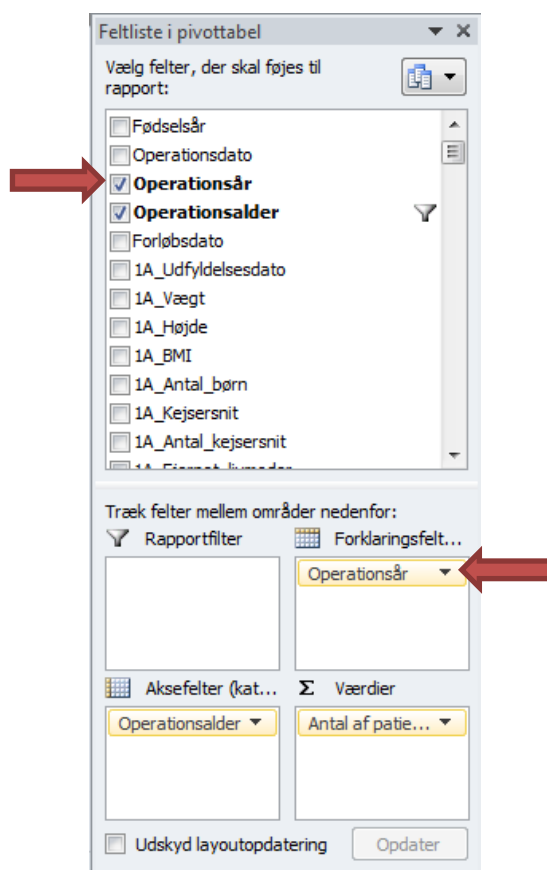 Feltliste i pivottabel
Vælg felter, der skal føjes til
rapport:
Fødselsår
Operationsdato
Operationsår
Operationsalder
Forløbsdato
1A_Udfyldelsesdato
1A_Vægt
1A_Højde
1A_BMI
1A_Antal_børn
1A_Kejsersnit
1A_Antal_kejsersnit
Træk felter mellem områder nedenfor:
Rapportfilter
Forklaringsfelt...
Operationsår
Aksefelter (kat...
Σ Værdier
Operationsalder
Antal af patie...
Udskyd layoutopdatering
Opdater